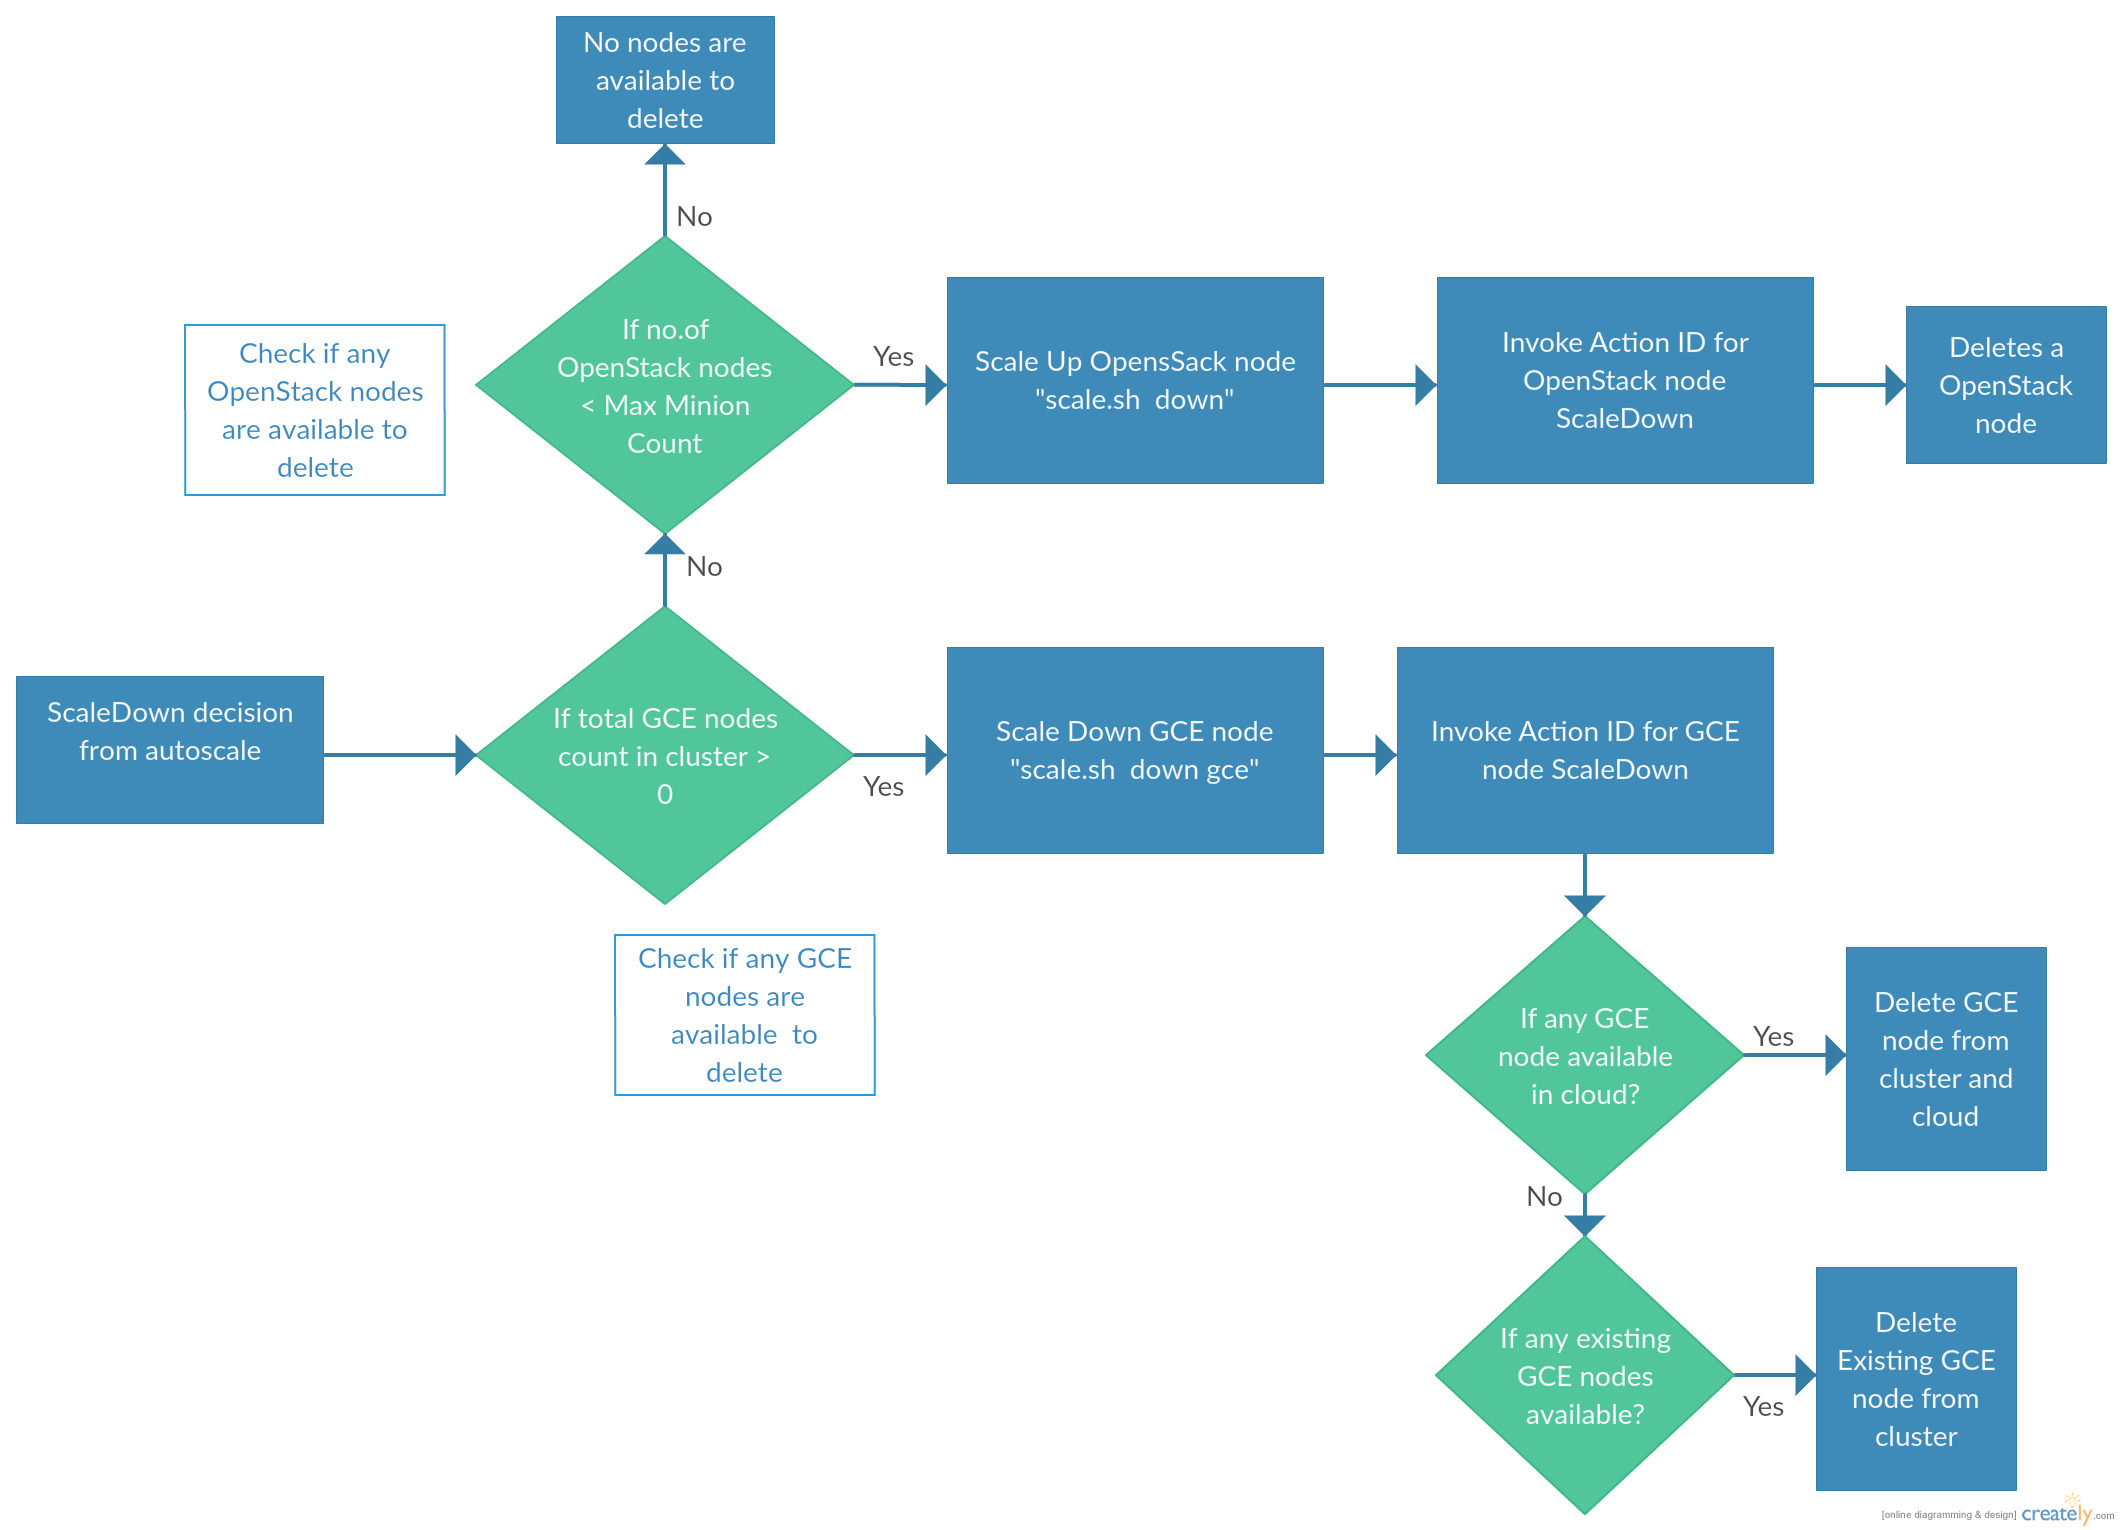 No nodes are
available to
delete
No
Check if any
OpenStack nodes
are available to
delete
If no.of
OpenStack nodes
< Max Minion
Count
Yes
Scale Up OpensSack node
"scale.sh  down"
Invoke Action ID for
OpenStack node
ScaleDown
Deletes a
OpenStack
node
No
ScaleDown decision
from autoscale
If total GCE nodes
count in cluster >
0
Yes
Scale Down GCE node
"scale.sh  down gce"
Invoke Action ID for GCE
node ScaleDown
Check if any GCE
nodes are
available  to
delete
If any GCE
node available
in cloud?
Yes
Delete GCE
node from
cluster and
cloud
No
If any existing
GCE nodes
available?
Yes
Delete
Existing GCE
node from
cluster
[online diagramming & design] creately.com